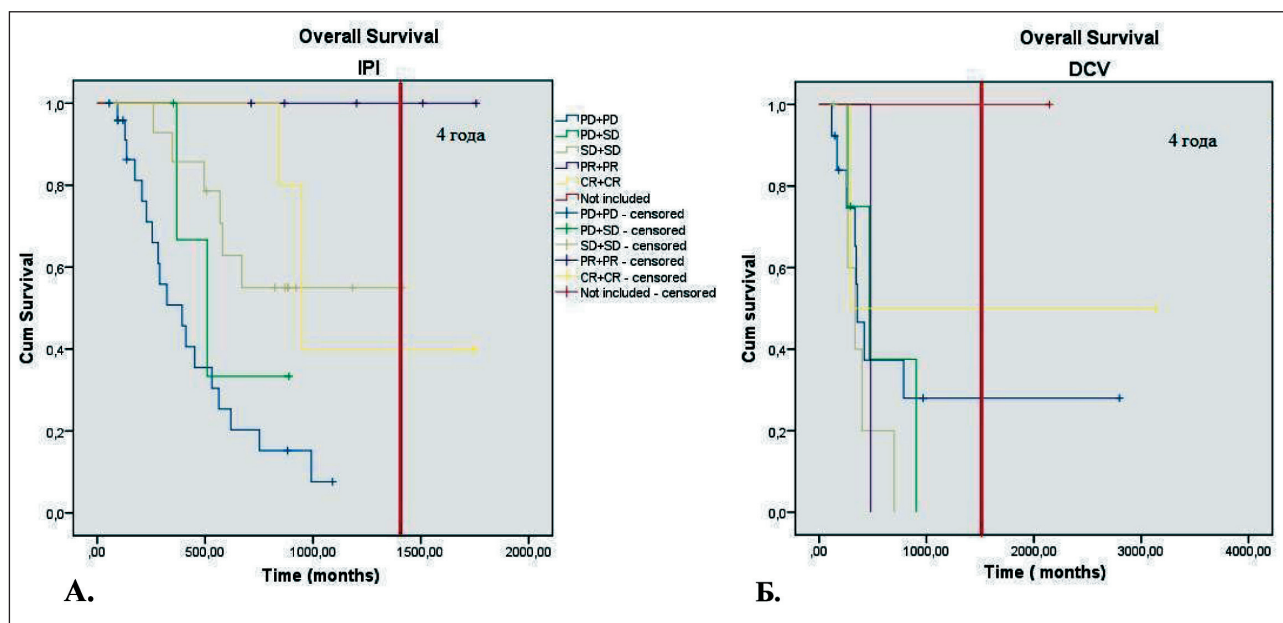 Overall Survival
IPI
4 года
1,0
0,8
0,6
0,4
0,2
0,0
Cum Survival
,00 500,00 1000,00 1500,00 2000,00
Time (months)
А.
PD+PD
PD+SD
SD+SD
PR+PR
CR+CR
Not included
PD+PD - censored
PD+SD - censored
SD+SD - censored
PR+PR - censored
CR+CR - censored
Not included - censored
Overall Survival
DCV
4 года
1,0
0,8
0,6
0,4
0,2
0,0
Cum survival
,00 1000,00 2000,00 3000,00 4000,00
Time ( months)
Б.